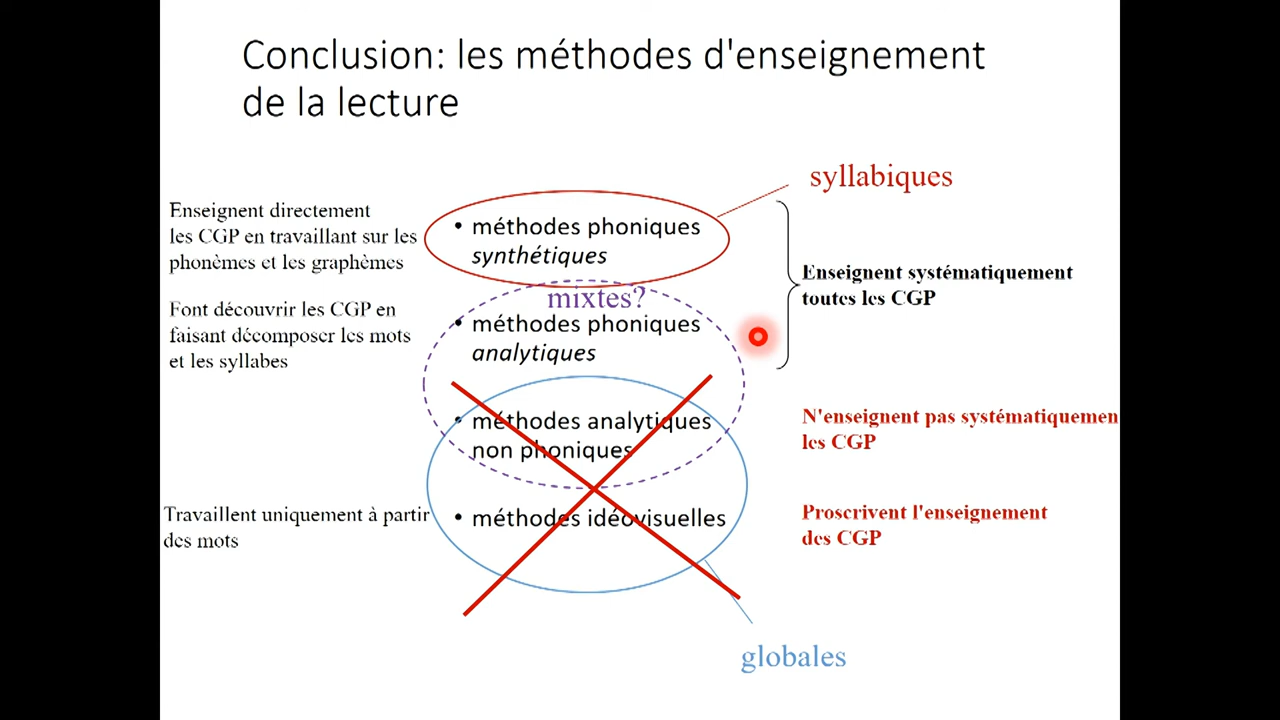 Conclusion: les méthodes d'enseignement
de la lecture
syllabiques
Enseignent directement
les CGP en travaillant sur les
phonèmes et les graphèmes
• méthodes phoniques
synthétiques
Enseignent systématiquement
toutes les CGP
mixtes?
Font découvrir les CGP en
faisant décomposer les mots
et les syllabes
• méthodes phoniques
analytiques
• méthodes analytiques
non phoniques
N'enseignent pas systématiquemen
les CGP
Travaillent uniquement à partir
des mots
• méthodes idéovisuelles
Proscrivent l'enseignement
des CGP
globales